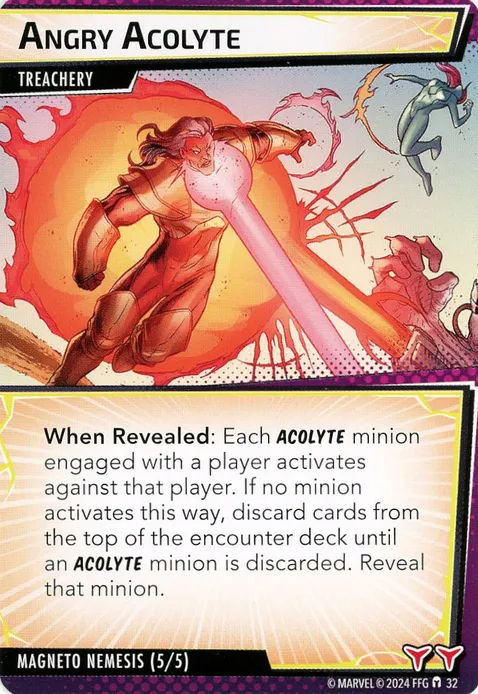 ANGRY ACOLYTE
TREACHERY
When Revealed: Each ACOLYTE minion
engaged with a player activates
against that player. If no minion
activates this way, discard cards from
the top of the encounter deck until
an ACOLYTE minion is discarded. Reveal
that minion.
MAGNETO NEMESIS (5/5)
© MARVEL © 2024 FFG 32